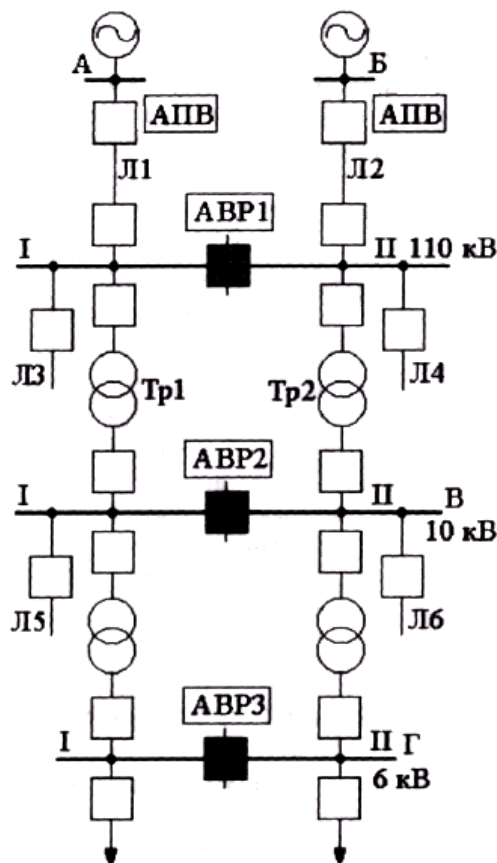 А Б
АПВ АПВ
Л1 Л2
АВР1
I II 110 кВ
Л3 Л4
Тр1 Тр2
АВР2
I II В
10 кВ
Л5 Л6
АВР3
I II Г
6 кВ